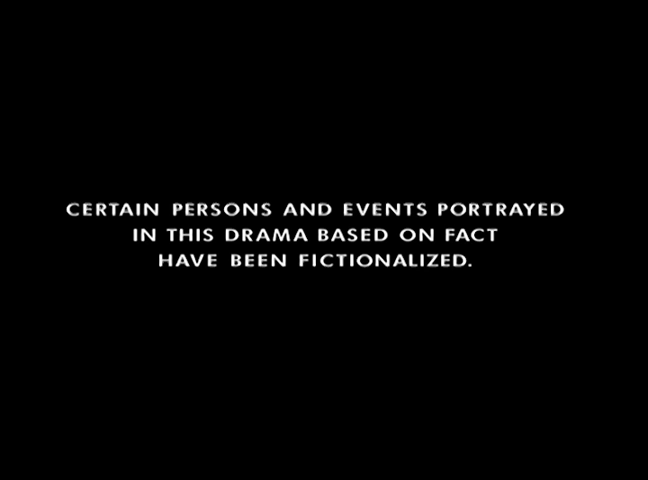 CERTAIN PERSONS AND EVENTS PORTRAYED
IN THIS DRAMA BASED ON FACT
HAVE BEEN FICTIONALIZED.